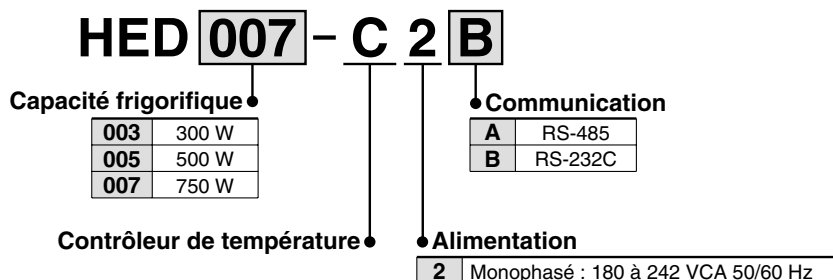 HED 007 - C 2 B
Capacité frigorifique
003 300 W
005 500 W
007 750 W
Communication
A RS-485
B RS-232C
Contrôleur de température
Alimentation
2 Monophasé : 180 à 242 VCA 50/60 Hz